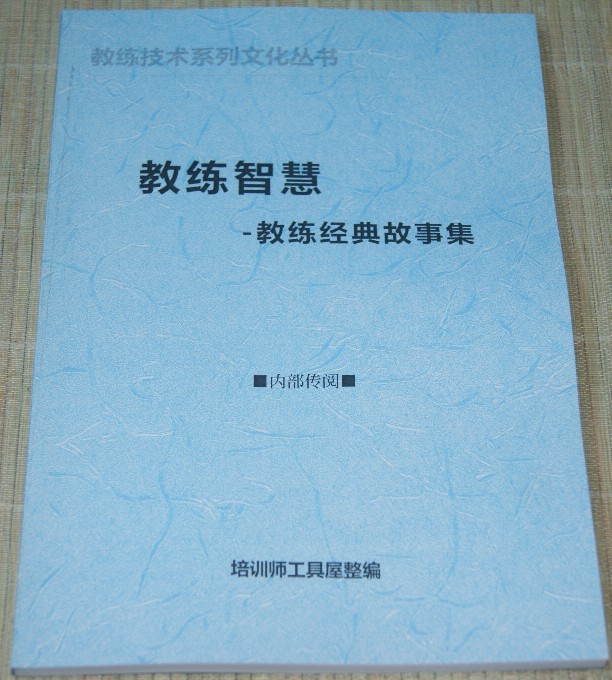 教练技术系列文化丛书
教练智慧
-教练经典故事集
■内部传阅■
培训师工具屋整编